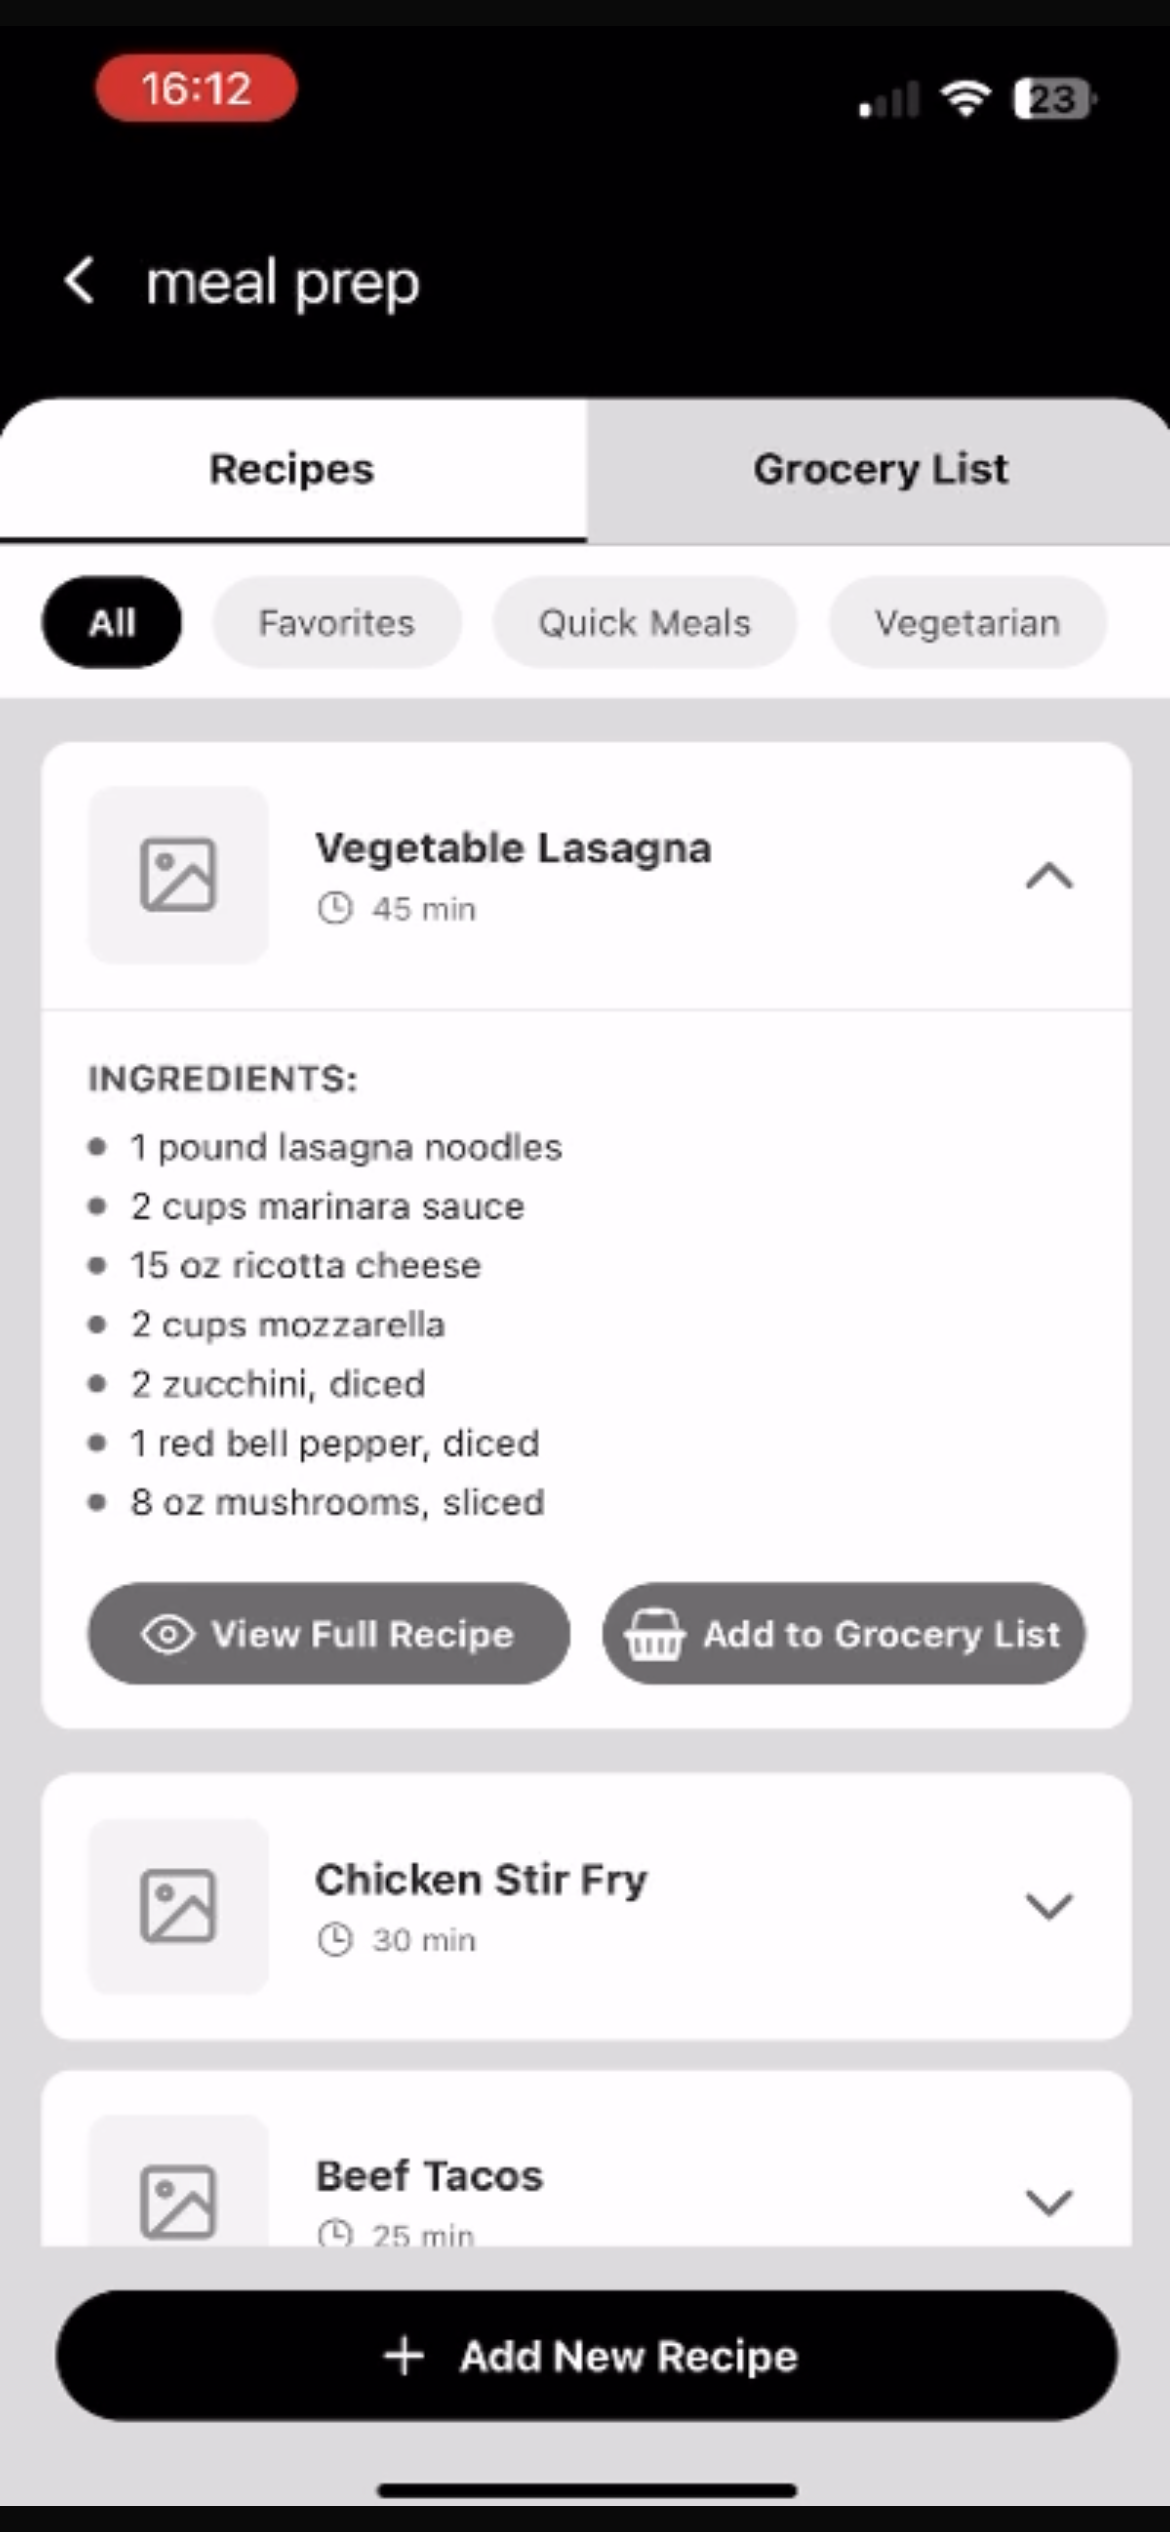 16:12
23
meal prep
Recipes
Grocery List
All
Favorites
Quick Meals
Vegetarian
Vegetable Lasagna
45 min
INGREDIENTS:
1 pound lasagna noodles
2 cups marinara sauce
15 oz ricotta cheese
2 cups mozzarella
2 zucchini, diced
1 red bell pepper, diced
8 oz mushrooms, sliced
View Full Recipe
Add to Grocery List
Chicken Stir Fry
30 min
Beef Tacos
25 min
+ Add New Recipe